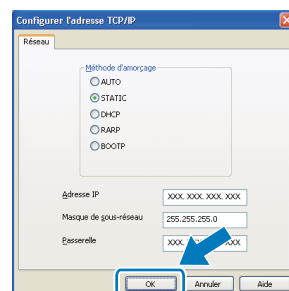 Configurer l'adresse TCP/IP
Réseau
Méthode d'amorçage
AUTO
STATIC
DHCP
RARP
BOOTP
Adresse IP
XXX. XXX. XXX. XXX
Masque de sous-réseau
255.255.255.0
Passerelle
XXX. XXX
OK
Annuler
Aide